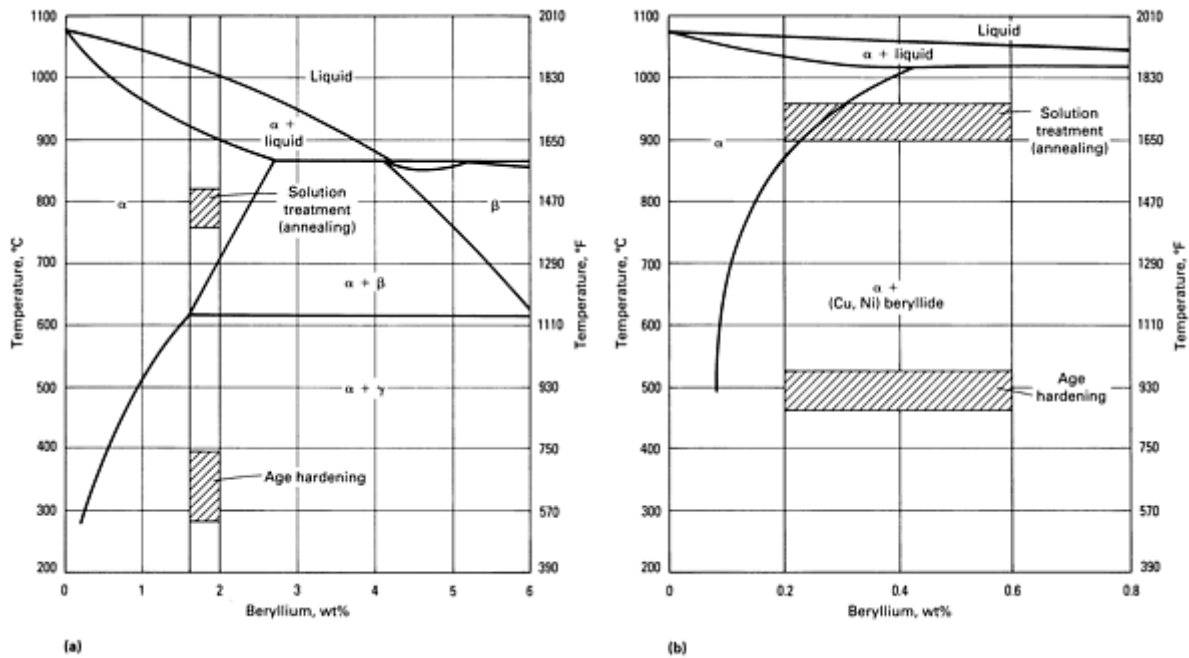 1100
1000
900
800
700
600
500
400
300
200
Temperature, °C
2010
1830
1650
1470
1290
1110
930
750
570
390
Temperature, °F
Liquid
α +
liquid
α
Solution
treatment
(annealing)
β
α + β
α + γ
Age hardening
0
1
2
3
4
5
6
Beryllium, wt%
(a)
1100
1000
900
800
700
600
500
400
300
200
Temperature, °C
2010
1830
1650
1470
1290
1110
930
750
570
390
Temperature, °F
Liquid
α + liquid
Solution
treatment
(annealing)
α
α +
(Cu, Ni) beryllide
Age
hardening
0
0.2
0.4
0.6
0.8
Beryllium, wt%
(b)